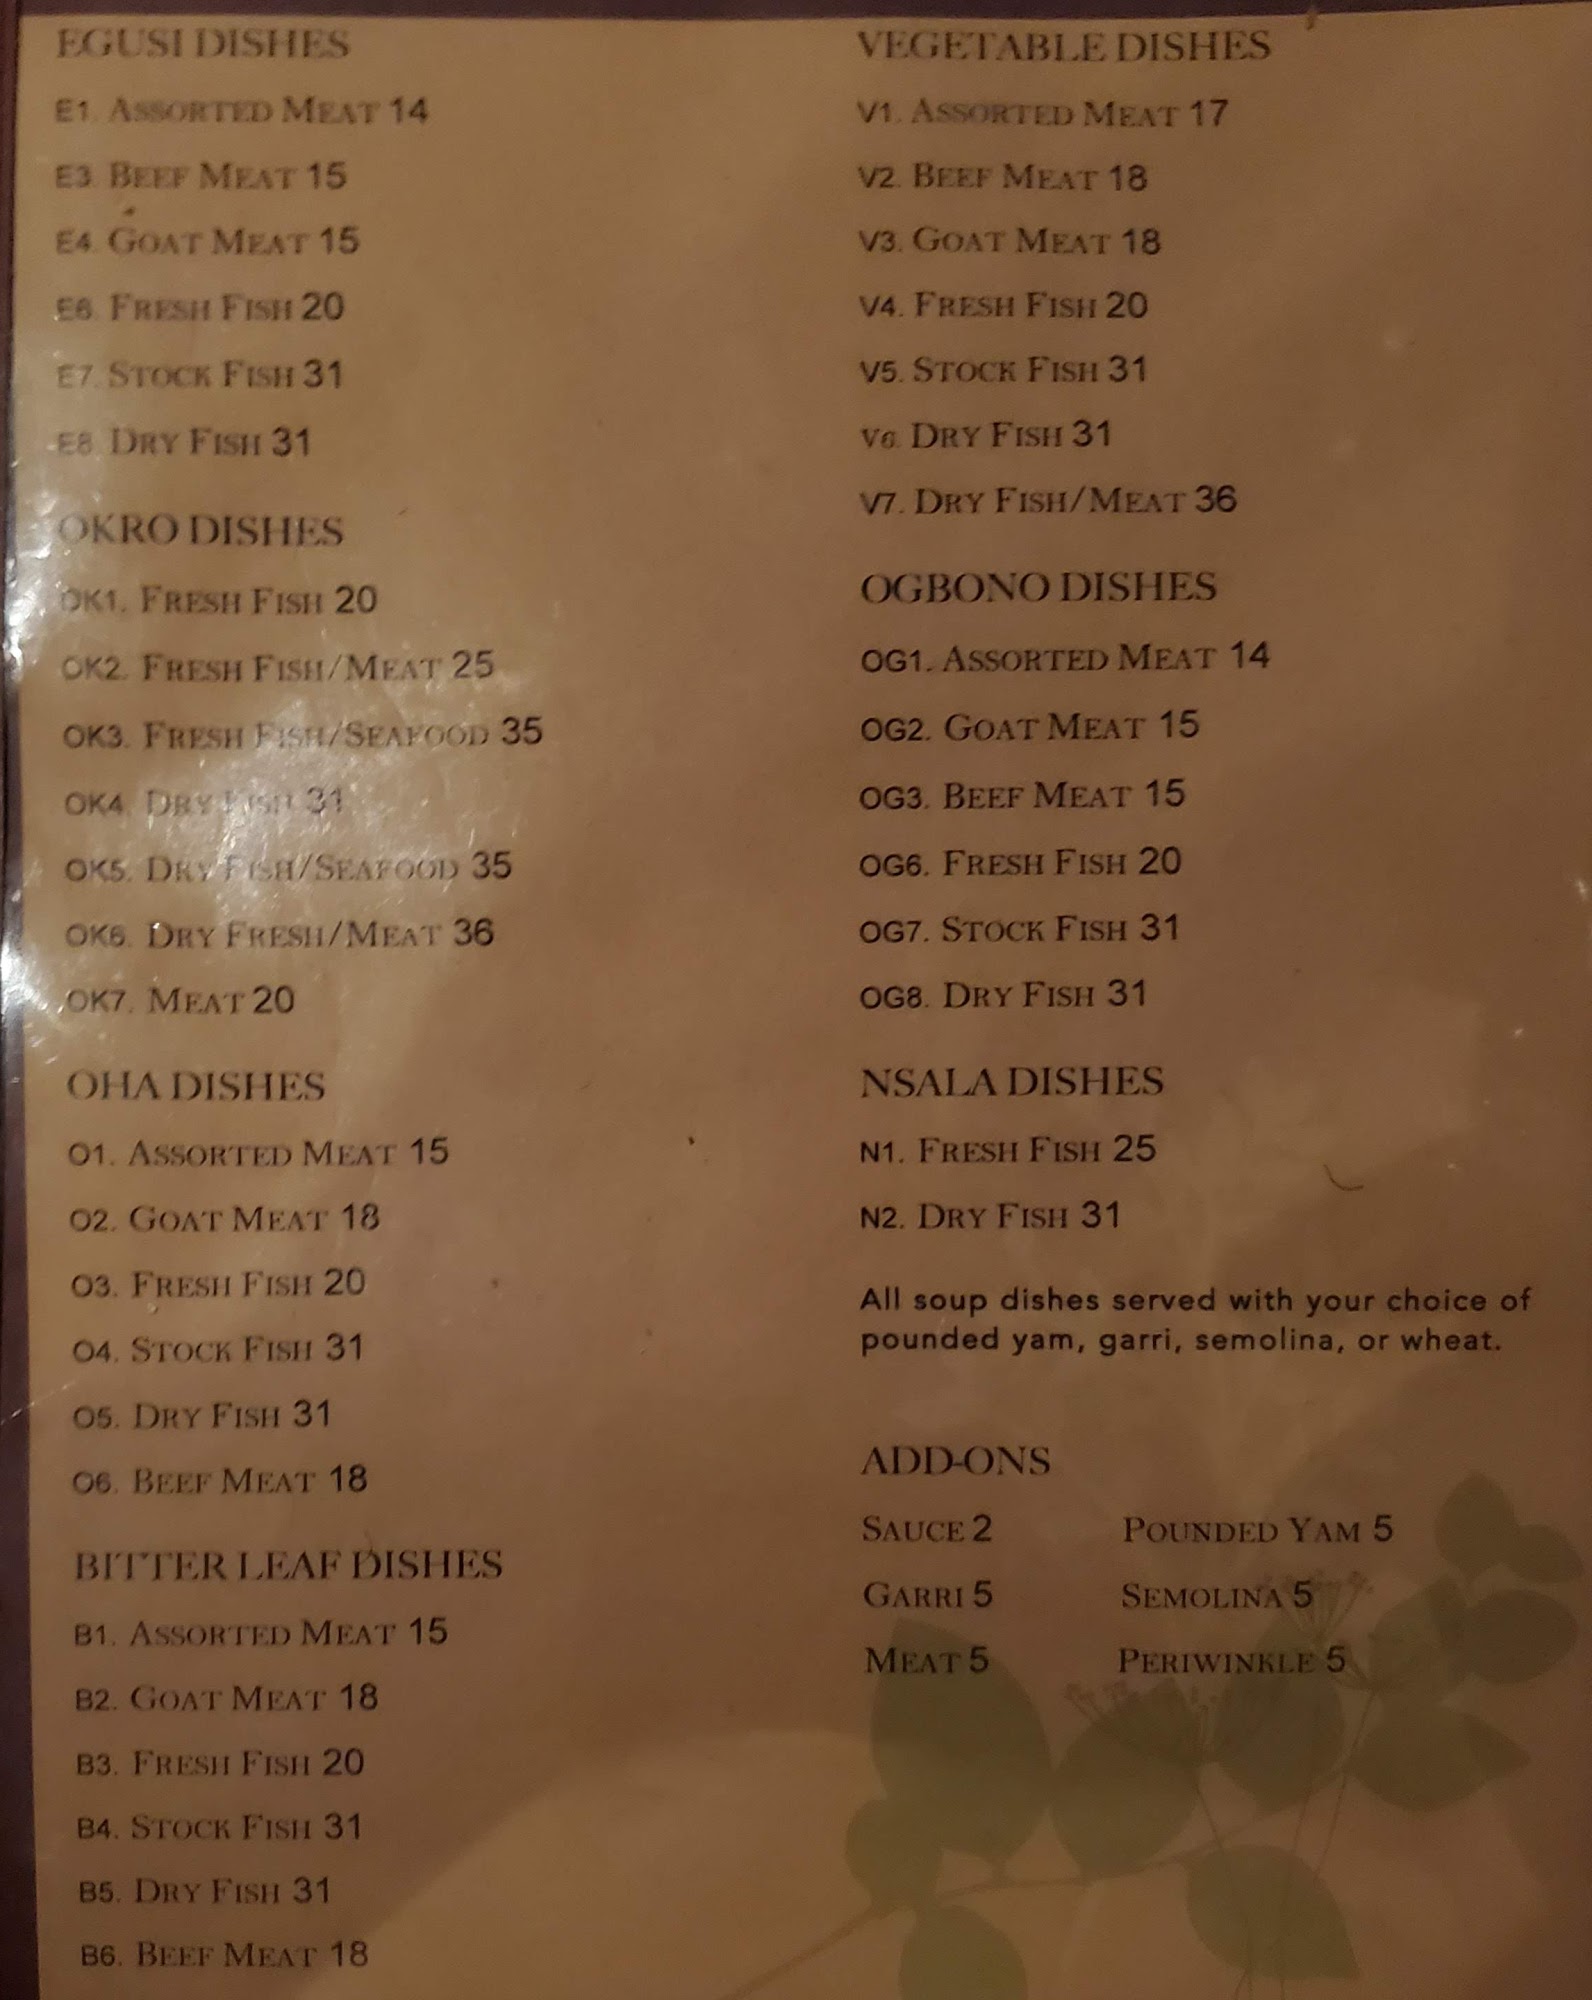 EGUSI DISHES
E1. ASSORTED MEAT 14
E3. BEEF MEAT 15
E4. GOAT MEAT 15
E6. FRESH FISH 20
E7. STOCK FISH 31
E8. DRY FISH 31
OKRO DISHES
OK1. FRESH FISH 20
OK2. FRESH FISH/MEAT 25
OK3. FRESH FISH/SEAFOOD 35
OK4. DRY FISH 31
OK5. DRY FISH/SEAFOOD 35
OK6. DRY FRESH/MEAT 36
OK7. MEAT 20
OHA DISHES
O1. ASSORTED MEAT 15
O2. GOAT MEAT 18
O3. FRESH FISH 20
O4. STOCK FISH 31
O5. DRY FISH 31
O6. BEEF MEAT 18
BITTER LEAF DISHES
B1. ASSORTED MEAT 15
B2. GOAT MEAT 18
B3. FRESH FISH 20
B4. STOCK FISH 31
B5. DRY FISH 31
B6. BEEF MEAT 18
VEGETABLE DISHES
V1. ASSORTED MEAT 17
V2. BEEF MEAT 18
V3. GOAT MEAT 18
V4. FRESH FISH 20
V5. STOCK FISH 31
V6. DRY FISH 31
V7. DRY FISH/MEAT 36
OGBONO DISHES
OG1. ASSORTED MEAT 14
OG2. GOAT MEAT 15
OG3. BEEF MEAT 15
OG6. FRESH FISH 20
OG7. STOCK FISH 31
OG8. DRY FISH 31
NSALA DISHES
N1. FRESH FISH 25
N2. DRY FISH 31
All soup dishes served with your choice of
pounded yam, garri, semolina, or wheat.
ADD-ONS
SAUCE 2 POUNDED YAM 5
GARRI 5 SEMOLINA 5
MEAT 5 PERIWINKLE 5